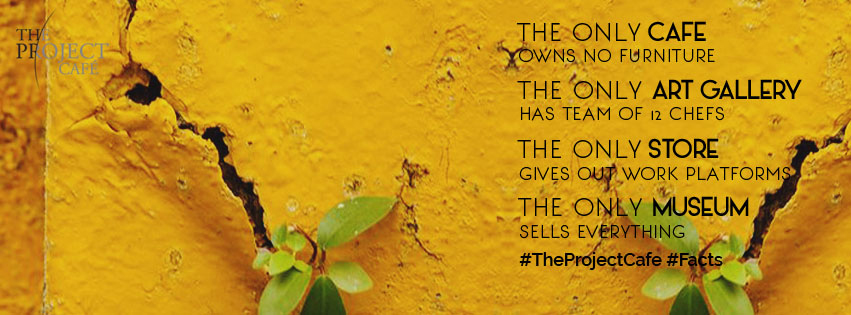 THE
PROJECT
CAFE
THE ONLY CAFE
OWNS NO FURNITURE
THE ONLY ART GALLERY
HAS TEAM OF 12 CHEFS
THE ONLY STORE
GIVES OUT WORK PLATFORMS
THE ONLY MUSEUM
SELLS EVERYTHING
#TheProjectCafe #Facts